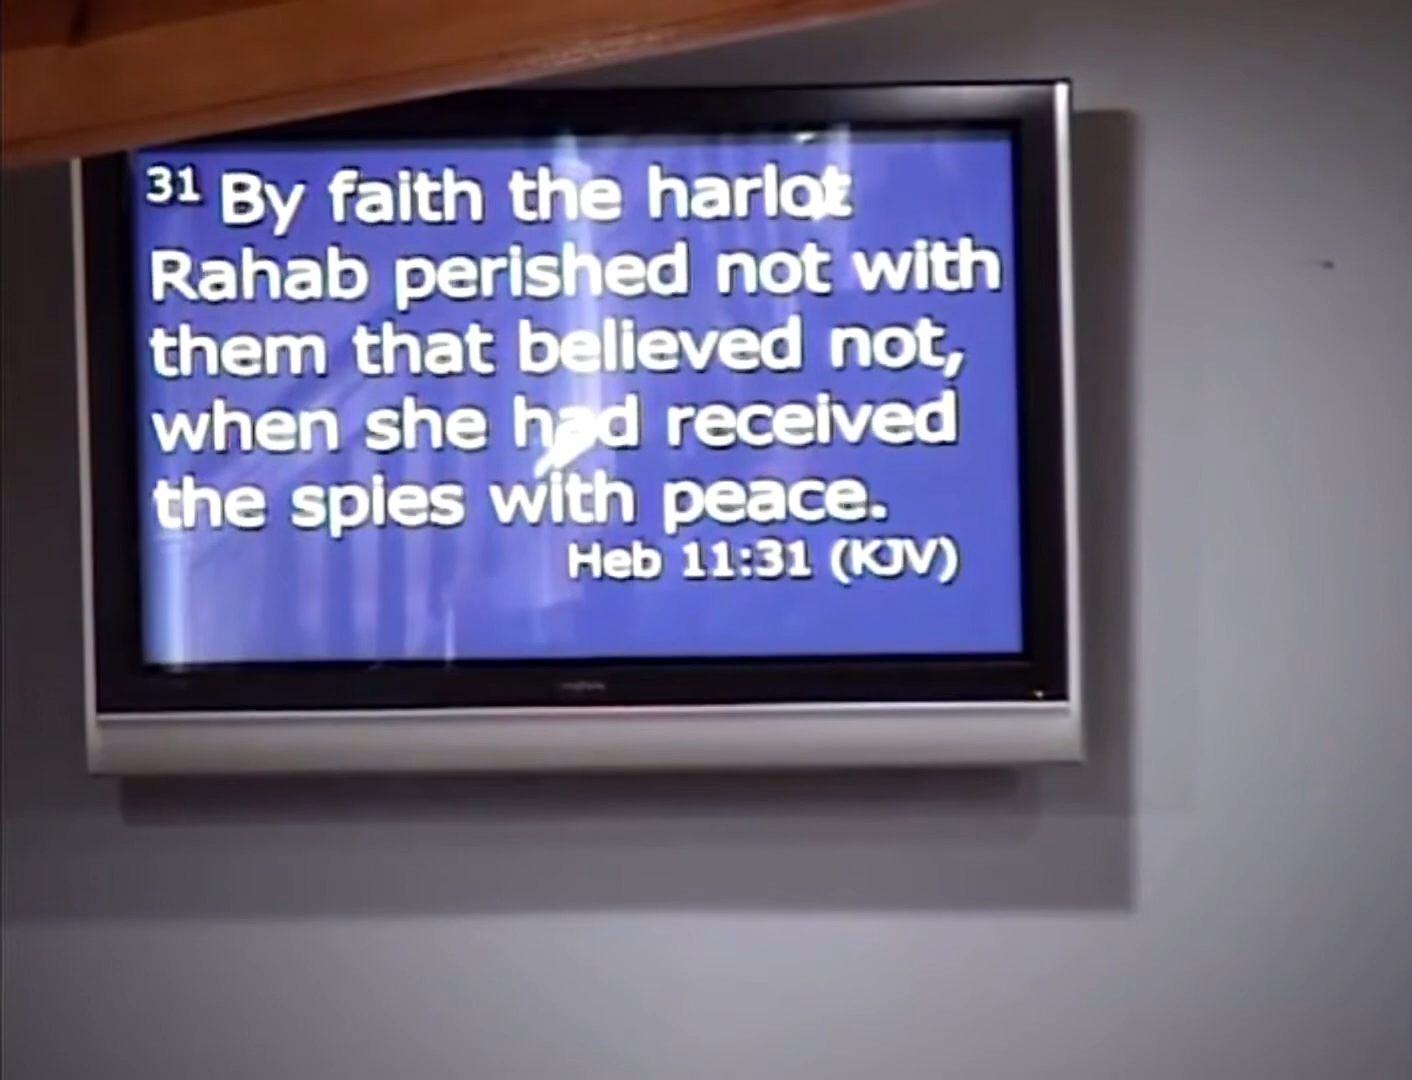 31 By faith the harlot
Rahab perished not with
them that believed not,
when she had received
the spies with peace.
Heb 11:31 (KJV)